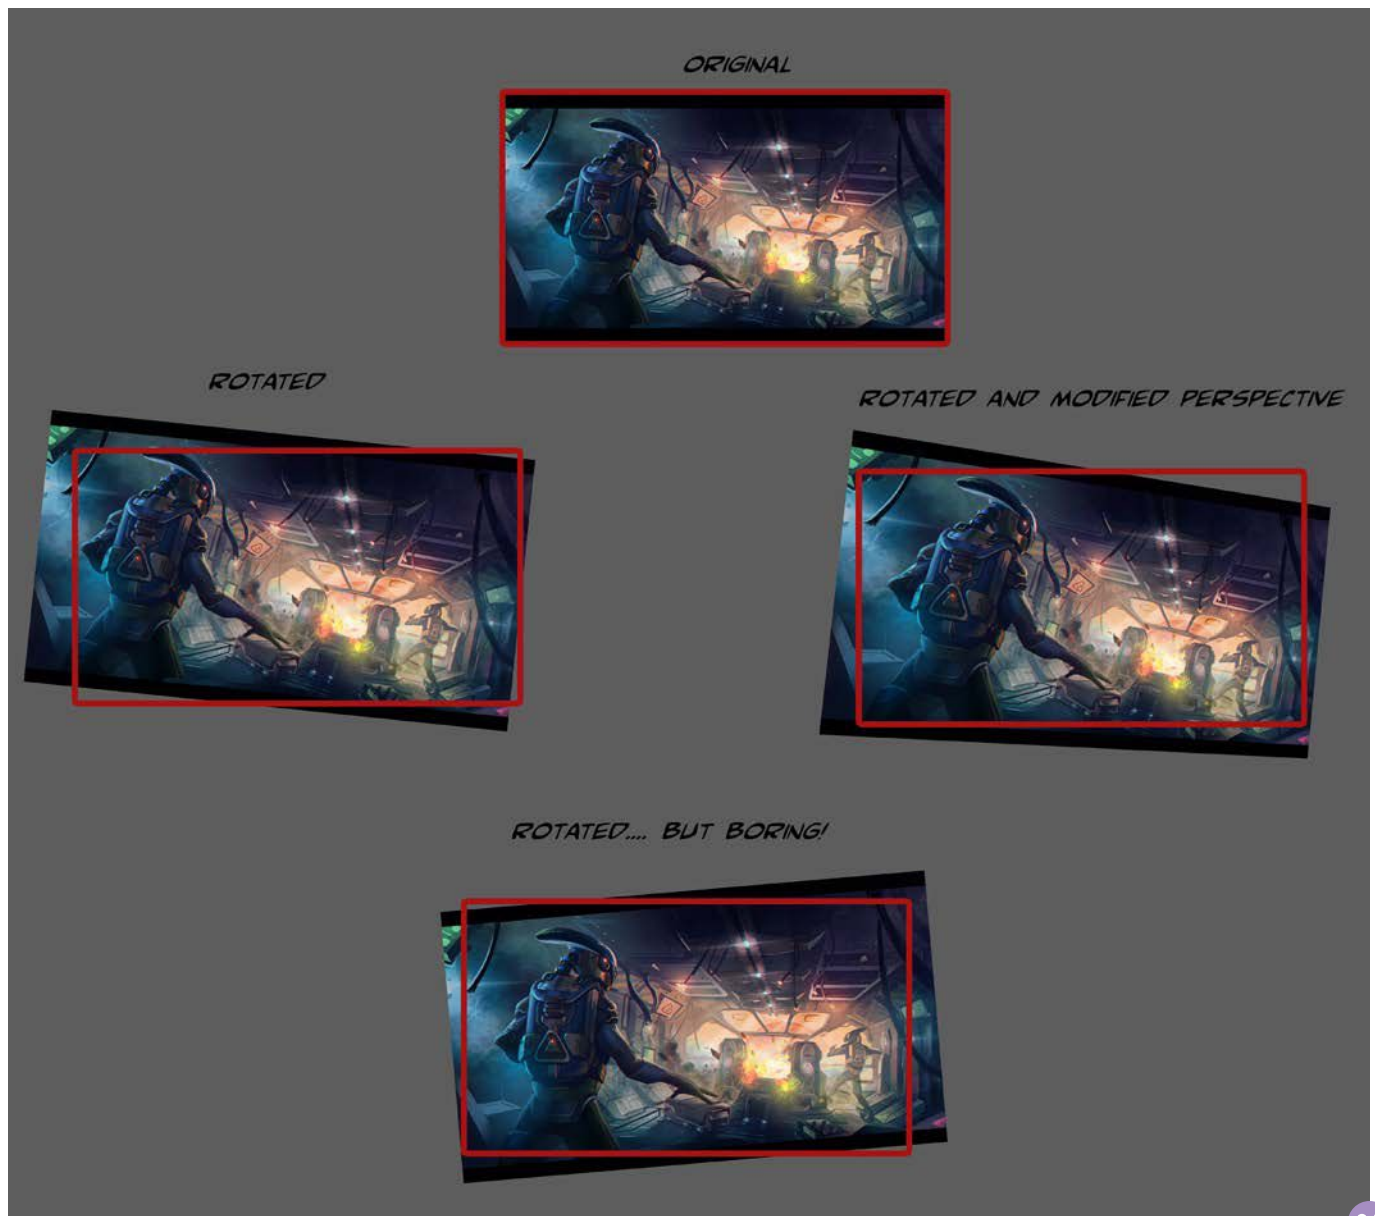 ORIGINAL
ROTATED
ROTATED AND MODIFIED PERSPECTIVE
ROTATED.... BUT BORING!